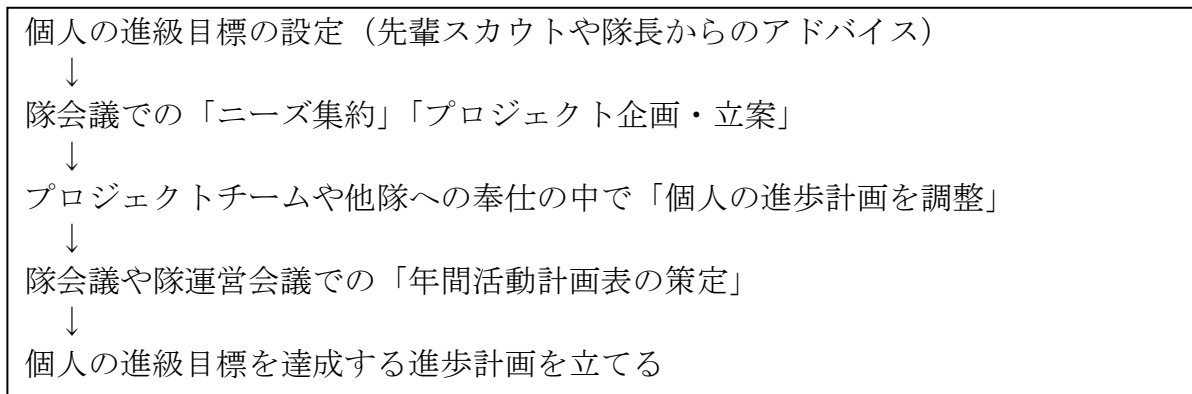 個人の進級目標の設定（先輩スカウトや隊長からのアドバイス）
↓
隊会議での「ニーズ集約」「プロジェクト企画・立案」
↓
プロジェクトチームや他隊への奉仕の中で「個人の進歩計画を調整」
↓
隊会議や隊運営会議での「年間活動計画表の策定」
↓
個人の進級目標を達成する進歩計画を立てる